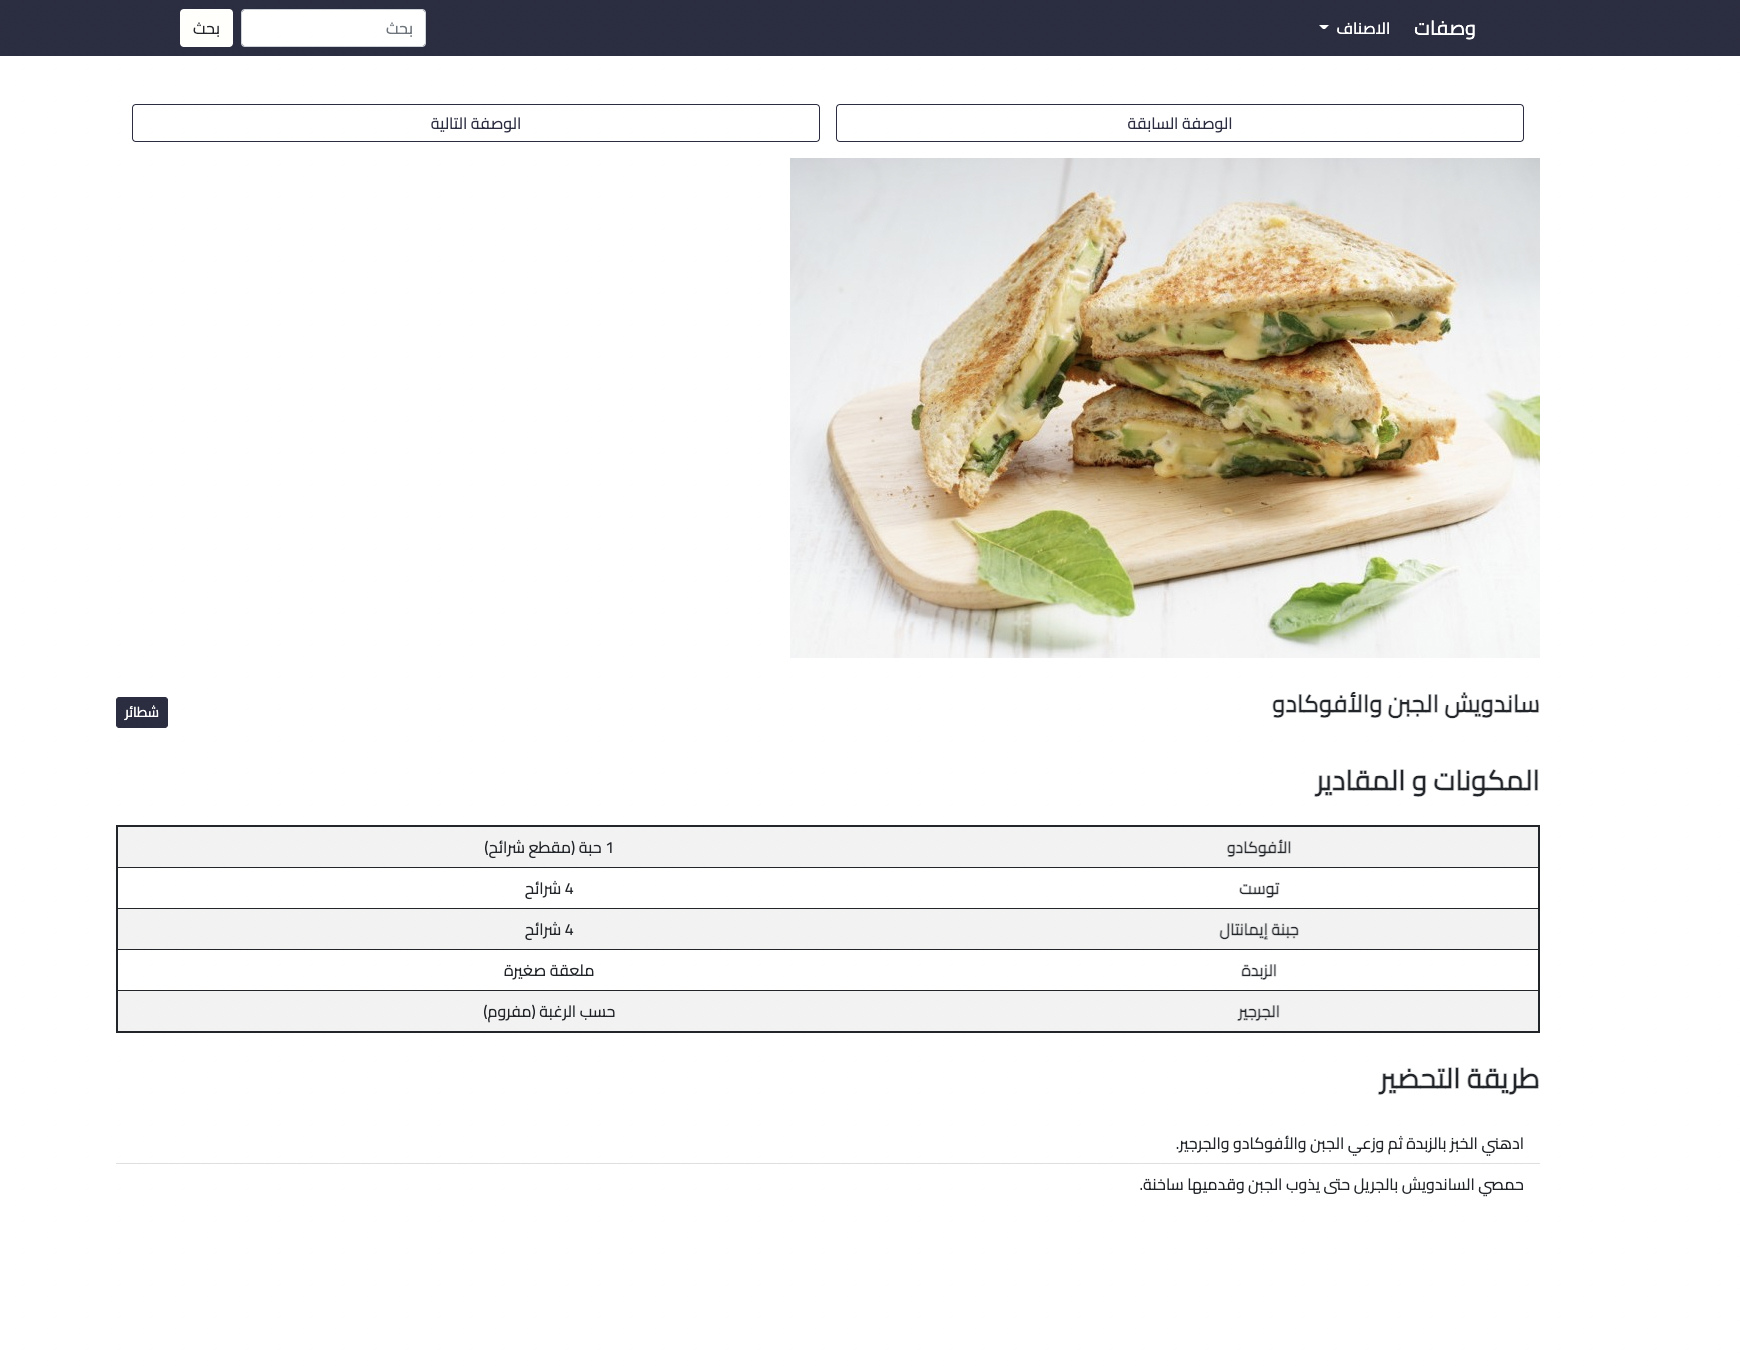 وصفات الاصناف بحث بحث
الوصفة السابقة الوصفة التالية
ساندويش الجبن والأفوكادو
شطائر
المكونات و المقادير
الأفوكادو 1 حبة (مقطع شرائح)
توست 4 شرائح
جبنة إيمانتال 4 شرائح
الزبدة ملعقة صغيرة
الجرجير حسب الرغبة (مفروم)
طريقة التحضير
ادهني الخبز بالزبدة ثم وزعي الجبن والأفوكادو والجرجير.
حمصي الساندويش بالجريل حتى يذوب الجبن وقدميها ساخنة.